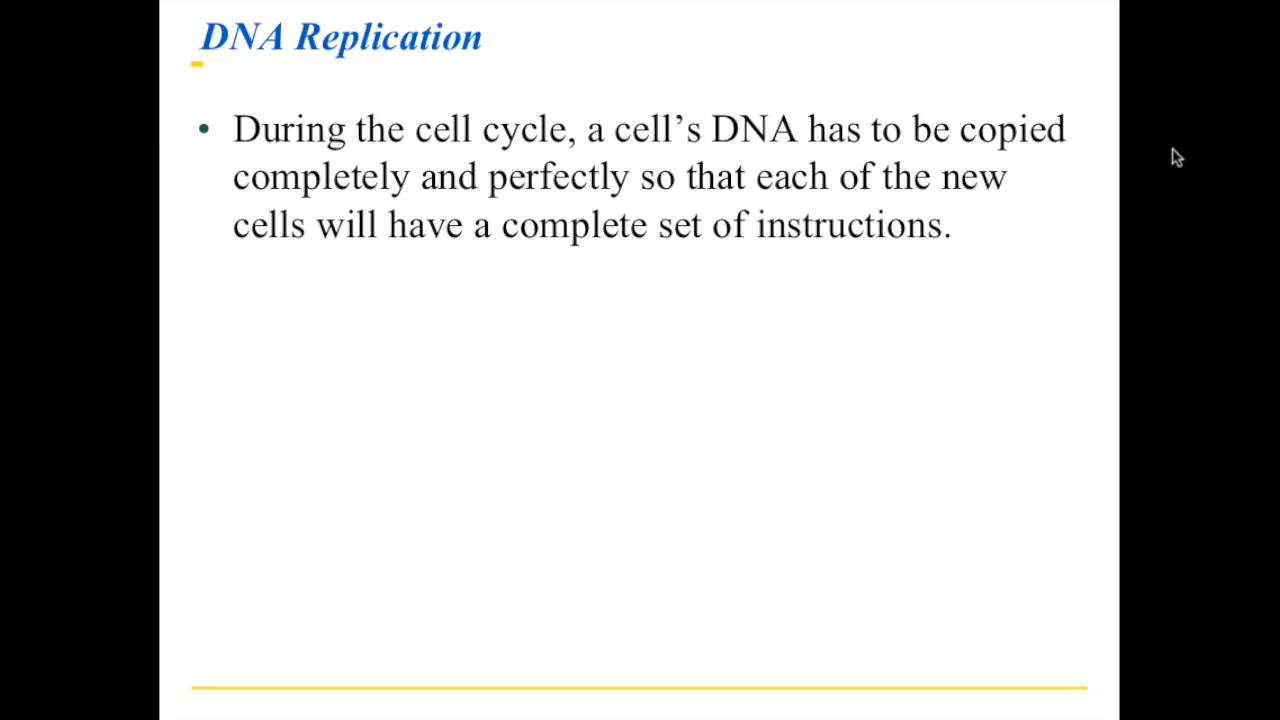 DNA Replication
• During the cell cycle, a cell’s DNA has to be copied
completely and perfectly so that each of the new
cells will have a complete set of instructions.